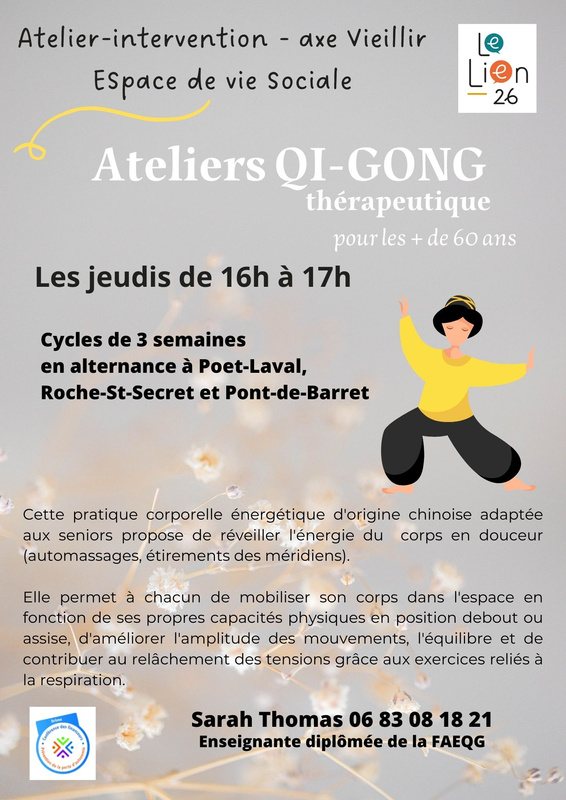 Atelier-intervention - axe Vieillir
Espace de vie Sociale
Le
Lien
26
Ateliers QI-GONG
thérapeutique
pour les + de 60 ans
Les jeudis de 16h à 17h
Cycles de 3 semaines
en alternance à Poet-Laval,
Roche-St-Secret et Pont-de-Barret
Cette pratique corporelle énergétique d'origine chinoise adaptée
aux seniors propose de réveiller l'énergie du corps en douceur
(automassages, étirements des méridiens).
Elle permet à chacun de mobiliser son corps dans l'espace en
fonction de ses propres capacités physiques en position debout ou
assise, d'améliorer l'amplitude des mouvements, l'équilibre et de
contribuer au relâchement des tensions grâce aux exercices reliés à
la respiration.
Sarah Thomas 06 83 08 18 21
Enseignante diplômée de la FAEQG
Conférence des financeurs